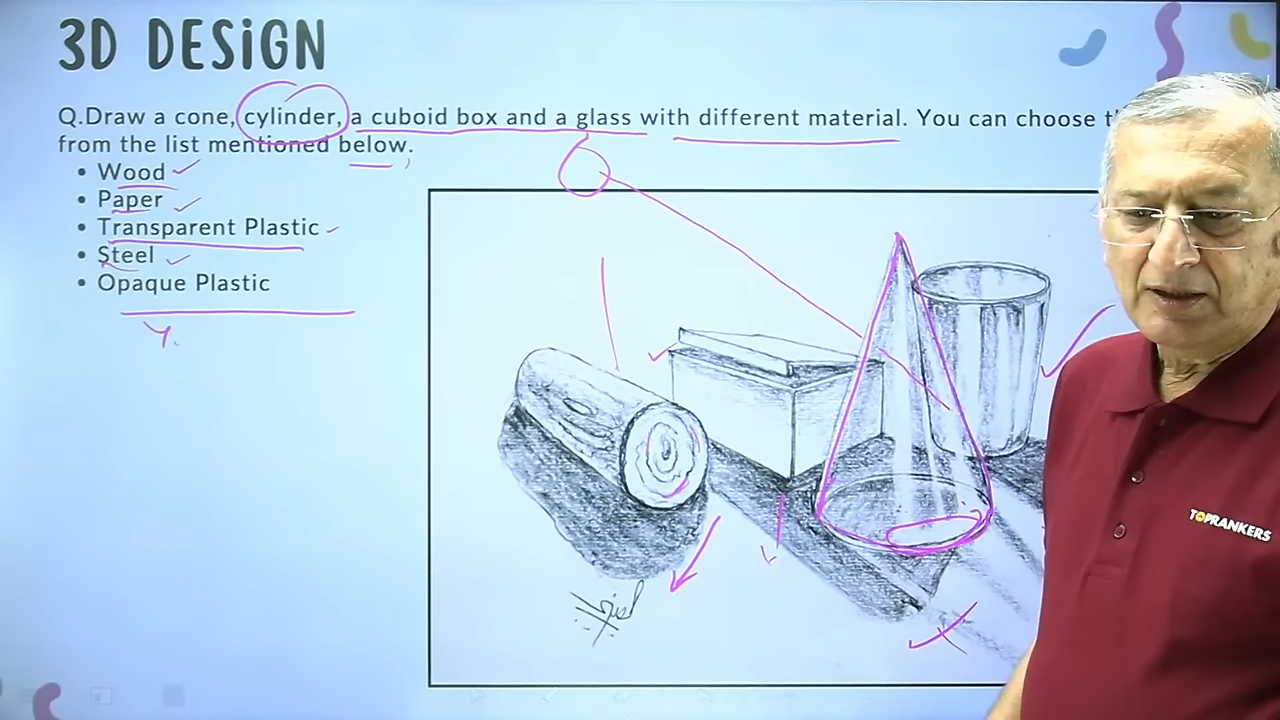 3D DESiGN
Q.Draw a cone, cylinder, a cuboid box and a glass with different material. You can choose
from the list mentioned below.
• Wood
• Paper
• Transparent Plastic
• Steel
• Opaque Plastic
TOPRANKERS